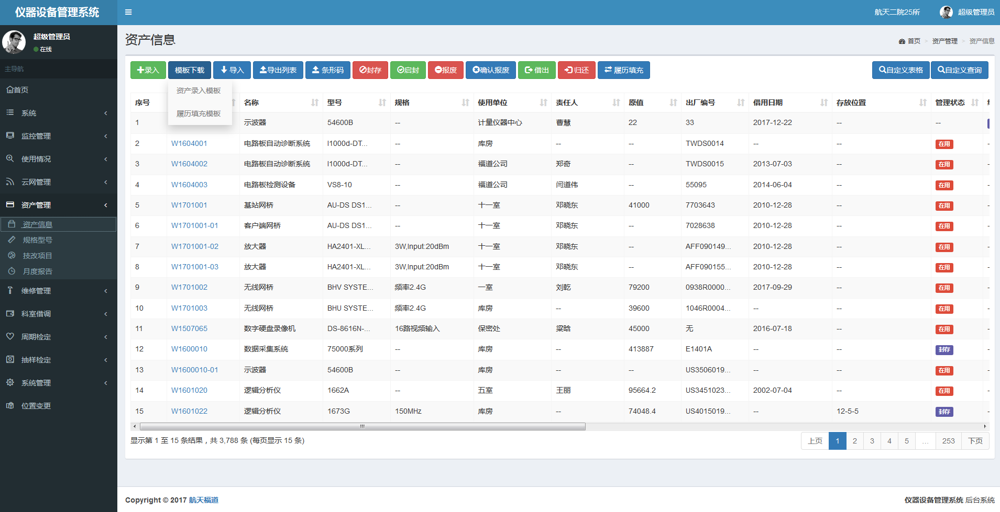 仪器设备管理系统
航天二院25所 超级管理员
超级管理员
在线
主导航
首页
系统
监控管理
使用情况
云网管理
资产管理
资产信息
规格型号
技改项目
月度报告
维修管理
科室借调
周期检定
抽样检定
系统管理
位置变更
资产信息
首页 > 资产管理 > 资产信息
录入 模板下载 导入 导出列表 条形码 封存 启封 报废 确认报废 借出 归还 履历填充 自定义表格 自定义查询
资产录入模板
履历填充模板
序号 名称 型号 规格 使用单位 责任人 原值 出厂编号 借用日期 存放位置 管理状态
1 示波器 54600B -- 计量仪器中心 曹慧 22 33 2017-12-22 -- --
2 W1604001 电路板自动诊断系统 I1000d-DT... -- 库房 -- -- TWDS0014 -- -- 在用
3 W1604002 电路板自动诊断系统 I1000d-DT... -- 福道公司 郑奇 -- TWDS0015 2013-07-03 -- 在用
4 W1604003 电路板检测设备 VS8-10 -- 福道公司 闫道伟 -- 55095 2014-06-04 -- 在用
5 W1701001 基站网桥 AU-DS DS1... -- 十一室 邓晓东 41000 7703643 2010-12-28 -- 在用
6 W1701001-01 客户端网桥 AU-DS DS1... -- 十一室 邓晓东 -- 7028638 2010-12-28 -- 在用
7 W1701001-02 放大器 HA2401-XL... 3W,Input:20dBm 十一室 邓晓东 -- AFF090149... 2010-12-28 -- 在用
8 W1701001-03 放大器 HA2401-XL... 3W,Input:20dBm 十一室 邓晓东 -- AFF090155... 2010-12-28 -- 在用
9 W1701002 无线网桥 BHV SYSTE... 频率2.4G 一室 刘乾 79200 0938R0000... 2017-09-29 -- 在用
10 W1701003 无线网桥 BHU SYSTE... 频率2.4G 库房 -- 39600 1046R0004... -- -- 在用
11 W1507065 数字硬盘录像机 DS-8616N-... 16路视频输入 保密处 梁晗 45000 无 2016-07-18 -- 在用
12 W1600010 数据采集系统 75000系列 -- 库房 -- 413887 E1401A -- -- 封存
13 W1600010-01 示波器 54600B -- 库房 -- -- US3506019... -- -- 在用
14 W1601020 逻辑分析仪 1662A -- 五室 王丽 95664.2 US3451023... 2002-07-04 -- 在用
15 W1601022 逻辑分析仪 1673G 150MHz 库房 -- 74048.4 US4015019... -- 12-5-5 封存
显示第 1 至 15 条结果，共 3,788 条 (每页显示 15 条)
上页 1 2 3 4 5 ... 253 下页
Copyright © 2017 航天福道
仪器设备管理系统 后台系统